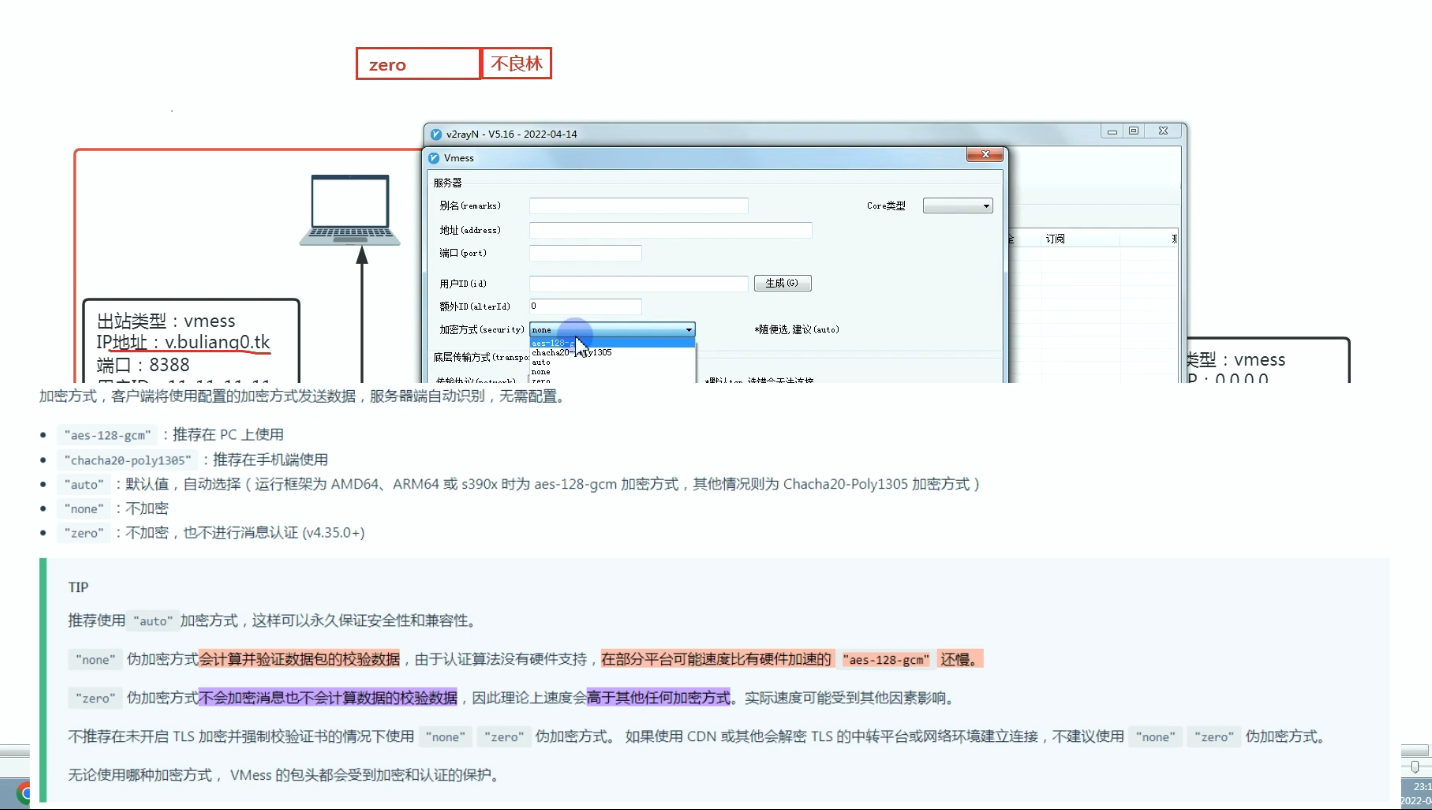 zero
不良林
v2rayN - V5.16 - 2022-04-14
Vmess
服务器
别名(remarks)
Core类型
地址(address)
端口(port)
订阅
用户ID(id)
生成(G)
额外ID(alterId)
0
加密方式(security)
none
*随便选,建议(auto)
aes-128-g
chacha20-poly1305
auto
none
zero
底层传输方式(transpo
传输协议(network)
*默认tcp,选错会无法连接
出站类型：vmess
IP地址：v.buliang0.tk
端口：8388
类型：vmess
P：0.0.0.0
加密方式，客户端将使用配置的加密方式发送数据，服务器端自动识别，无需配置。
• "aes-128-gcm" ：推荐在 PC 上使用
• "chacha20-poly1305" ：推荐在手机端使用
• "auto" ：默认值，自动选择（运行框架为 AMD64、ARM64 或 s390x 时为 aes-128-gcm 加密方式，其他情况则为 Chacha20-Poly1305 加密方式）
• "none" ：不加密
• "zero" ：不加密，也不进行消息认证 (v4.35.0+)
TIP
推荐使用 "auto" 加密方式，这样可以永久保证安全性和兼容性。
"none" 伪加密方式会计算并验证数据包的校验数据，由于认证算法没有硬件支持，在部分平台可能速度比有硬件加速的 "aes-128-gcm" 还慢。
"zero" 伪加密方式不会加密消息也不会计算数据的校验数据，因此理论上速度会高于其他任何加密方式。实际速度可能受到其他因素影响。
不推荐在未开启 TLS 加密并强制校验证书的情况下使用 "none" "zero" 伪加密方式。 如果使用 CDN 或其他会解密 TLS 的中转平台或网络环境建立连接，不建议使用 "none" "zero" 伪加密方式。
无论使用哪种加密方式， VMess 的包头都会受到加密和认证的保护。
23:1
2022-0